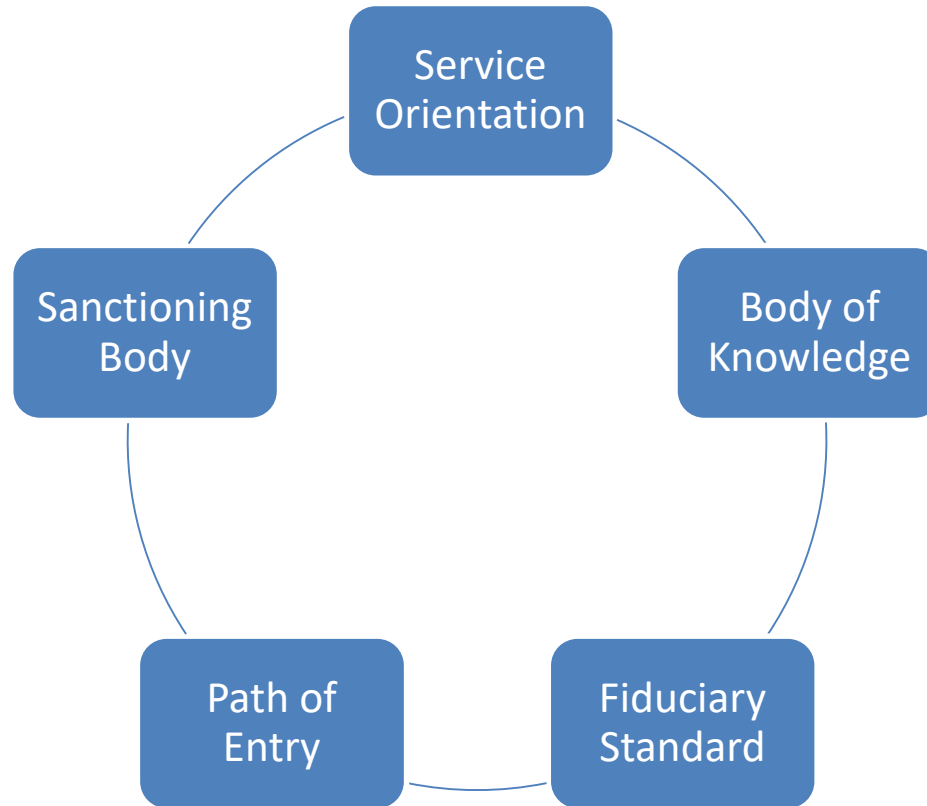 Service
Orientation
Body of
Knowledge
Fiduciary
Standard
Path of
Entry
Sanctioning
Body